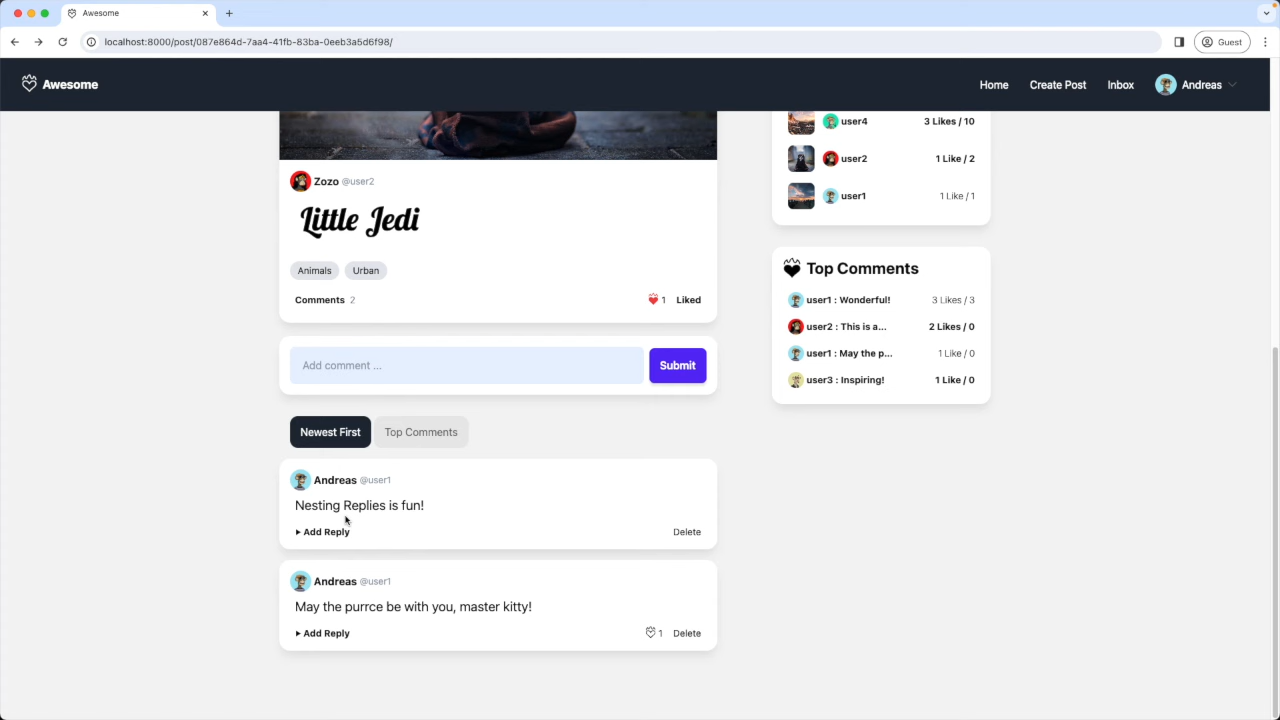 Awesome
localhost:8000/post/087e864d-7aa4-41fb-83ba-0eeb3a5d6f98/
Guest
Awesome
Home Create Post Inbox Andreas
Zozo @user2
Little Jedi
Animals Urban
Comments 2 1 Liked
Add comment ...
Submit
Newest First Top Comments
Andreas @user1
Nesting Replies is fun!
Add Reply Delete
Andreas @user1
May the purrce be with you, master kitty!
Add Reply 1 Delete
user4 3 Likes / 10
user2 1 Like / 2
user1 1 Like / 1
Top Comments
user1 : Wonderful! 3 Likes / 3
user2 : This is a... 2 Likes / 0
user1 : May the p... 1 Like / 0
user3 : Inspiring! 1 Like / 0